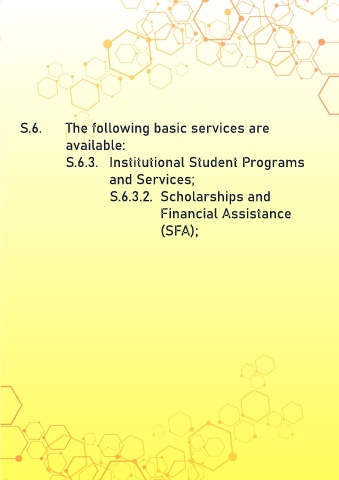 S.6. The following basic services are
available:
S.6.3. Institutional Student Programs
and Services;
S.6.3.2. Scholarships and
Financial Assistance
(SFA);